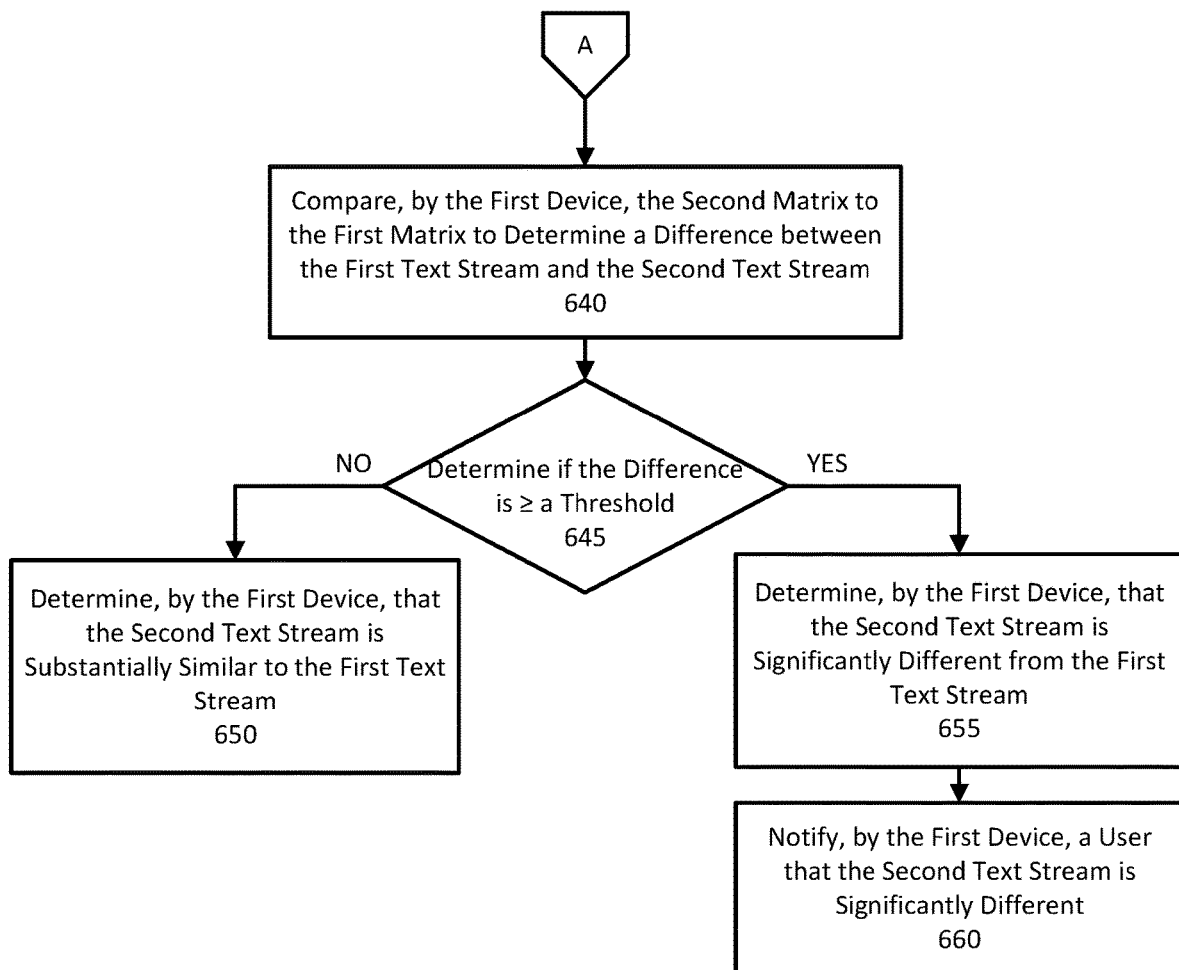 A
Compare, by the First Device, the Second Matrix to
the First Matrix to Determine a Difference between
the First Text Stream and the Second Text Stream
640
NO
YES
Determine if the Difference
is ≥ a Threshold
645
Determine, by the First Device, that
the Second Text Stream is
Substantially Similar to the First Text
Stream
650
Determine, by the First Device, that
the Second Text Stream is
Significantly Different from the First
Text Stream
655
Notify, by the First Device, a User
that the Second Text Stream is
Significantly Different
660